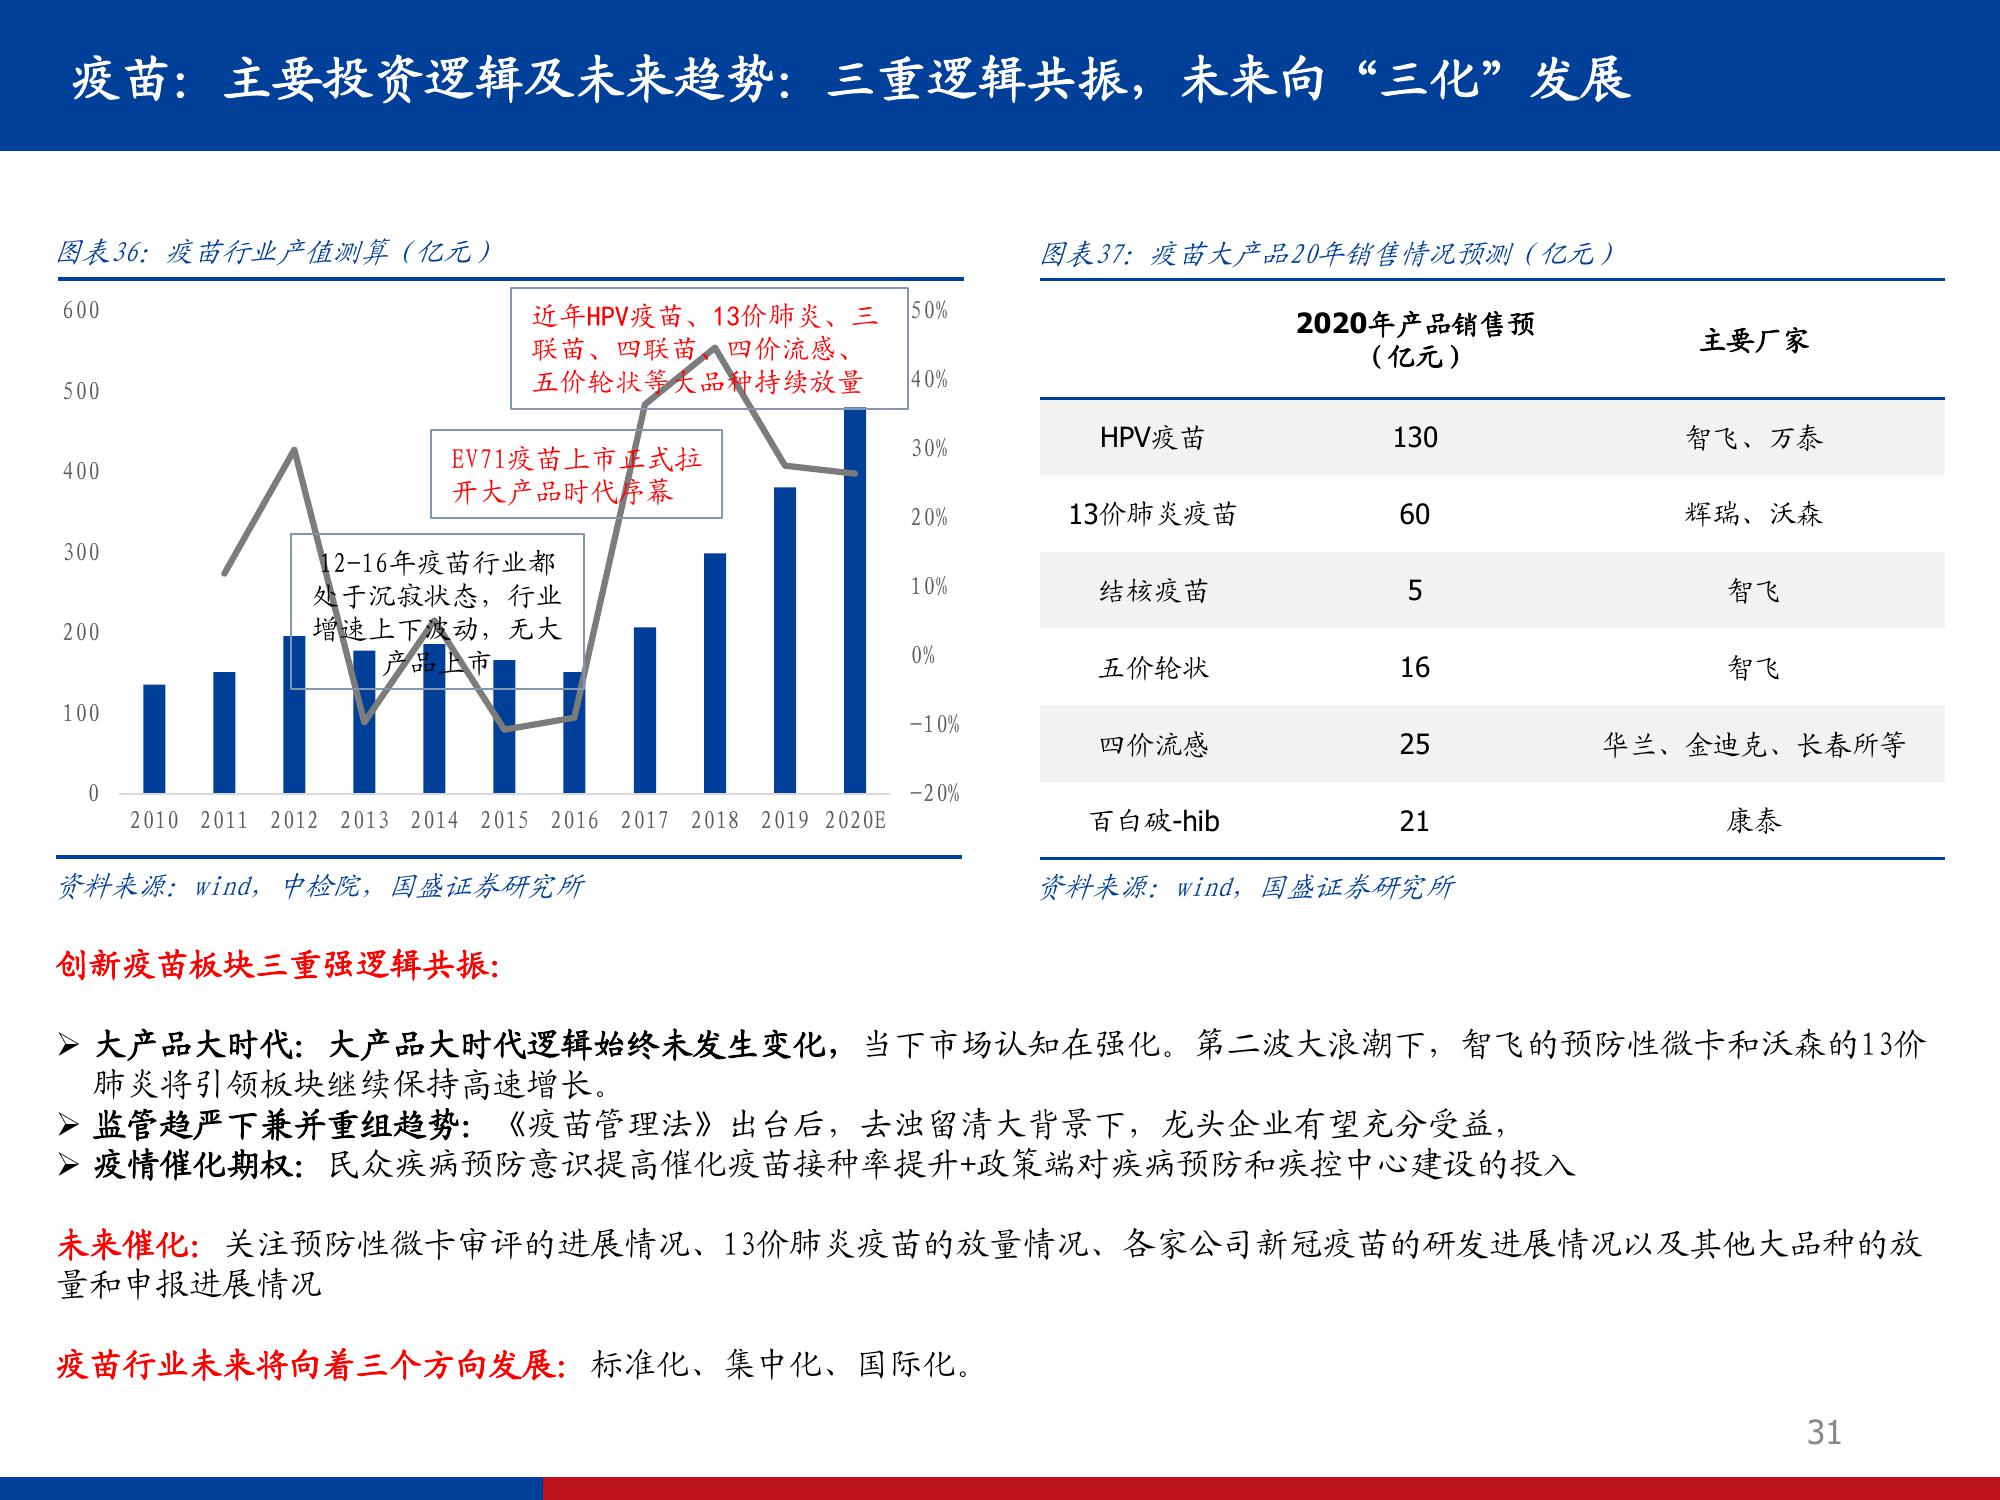 疫苗：主要投资逻辑及未来趋势：三重逻辑共振，未来向“三化”发展
图表36：疫苗行业产值测算（亿元）
600
500
400
300
200
100
0
50%
40%
30%
20%
10%
0%
-10%
-20%
近年HPV疫苗、13价肺炎、三
联苗、四联苗、四价流感、
五价轮状等大品种持续放量
EV71疫苗上市正式拉
开大产品时代序幕
12-16年疫苗行业都
处于沉寂状态，行业
增速上下波动，无大
产品上市
2010 2011 2012 2013 2014 2015 2016 2017 2018 2019 2020E
资料来源：wind，中检院，国盛证券研究所
图表37：疫苗大产品20年销售情况预测（亿元）
2020年产品销售预
（亿元） 主要厂家
HPV疫苗 130 智飞、万泰
13价肺炎疫苗 60 辉瑞、沃森
结核疫苗 5 智飞
五价轮状 16 智飞
四价流感 25 华兰、金迪克、长春所等
百白破-hib 21 康泰
资料来源：wind，国盛证券研究所
创新疫苗板块三重强逻辑共振：
➢ 大产品大时代：大产品大时代逻辑始终未发生变化，当下市场认知在强化。第二波大浪潮下，智飞的预防性微卡和沃森的13价
肺炎将引领板块继续保持高速增长。
➢ 监管趋严下兼并重组趋势：《疫苗管理法》出台后，去浊留清大背景下，龙头企业有望充分受益，
➢ 疫情催化期权：民众疾病预防意识提高催化疫苗接种率提升+政策端对疾病预防和疾控中心建设的投入
未来催化：关注预防性微卡审评的进展情况、13价肺炎疫苗的放量情况、各家公司新冠疫苗的研发进展情况以及其他大品种的放
量和申报进展情况
疫苗行业未来将向着三个方向发展：标准化、集中化、国际化。
31